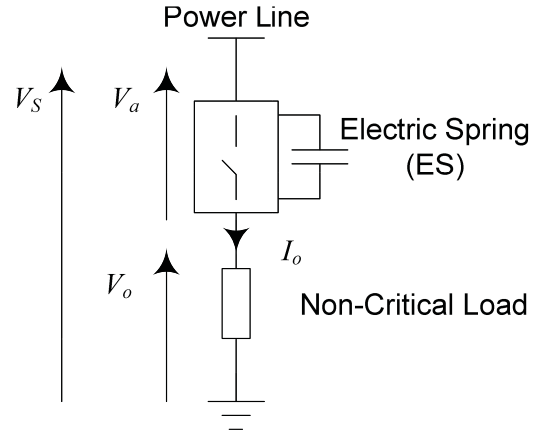 Power Line
V_S
V_a
Electric Spring
(ES)
I_o
V_o
Non-Critical Load